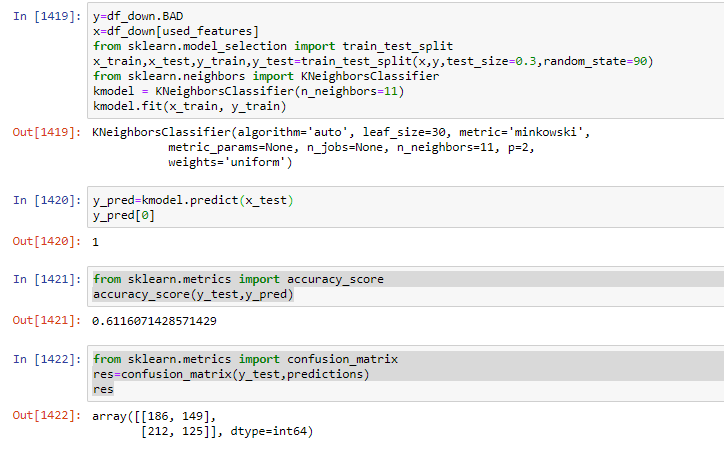 In [1419]: y=df_down.BAD
x=df_down[used_features]
from sklearn.model_selection import train_test_split
x_train,x_test,y_train,y_test=train_test_split(x,y,test_size=0.3,random_state=90)
from sklearn.neighbors import KNeighborsClassifier
kmodel = KNeighborsClassifier(n_neighbors=11)
kmodel.fit(x_train, y_train)
Out[1419]: KNeighborsClassifier(algorithm='auto', leaf_size=30, metric='minkowski',
metric_params=None, n_jobs=None, n_neighbors=11, p=2,
weights='uniform')
In [1420]: y_pred=kmodel.predict(x_test)
y_pred[0]
Out[1420]: 1
In [1421]: from sklearn.metrics import accuracy_score
accuracy_score(y_test,y_pred)
Out[1421]: 0.6116071428571429
In [1422]: from sklearn.metrics import confusion_matrix
res=confusion_matrix(y_test,predictions)
res
Out[1422]: array([[186, 149],
[212, 125]], dtype=int64)